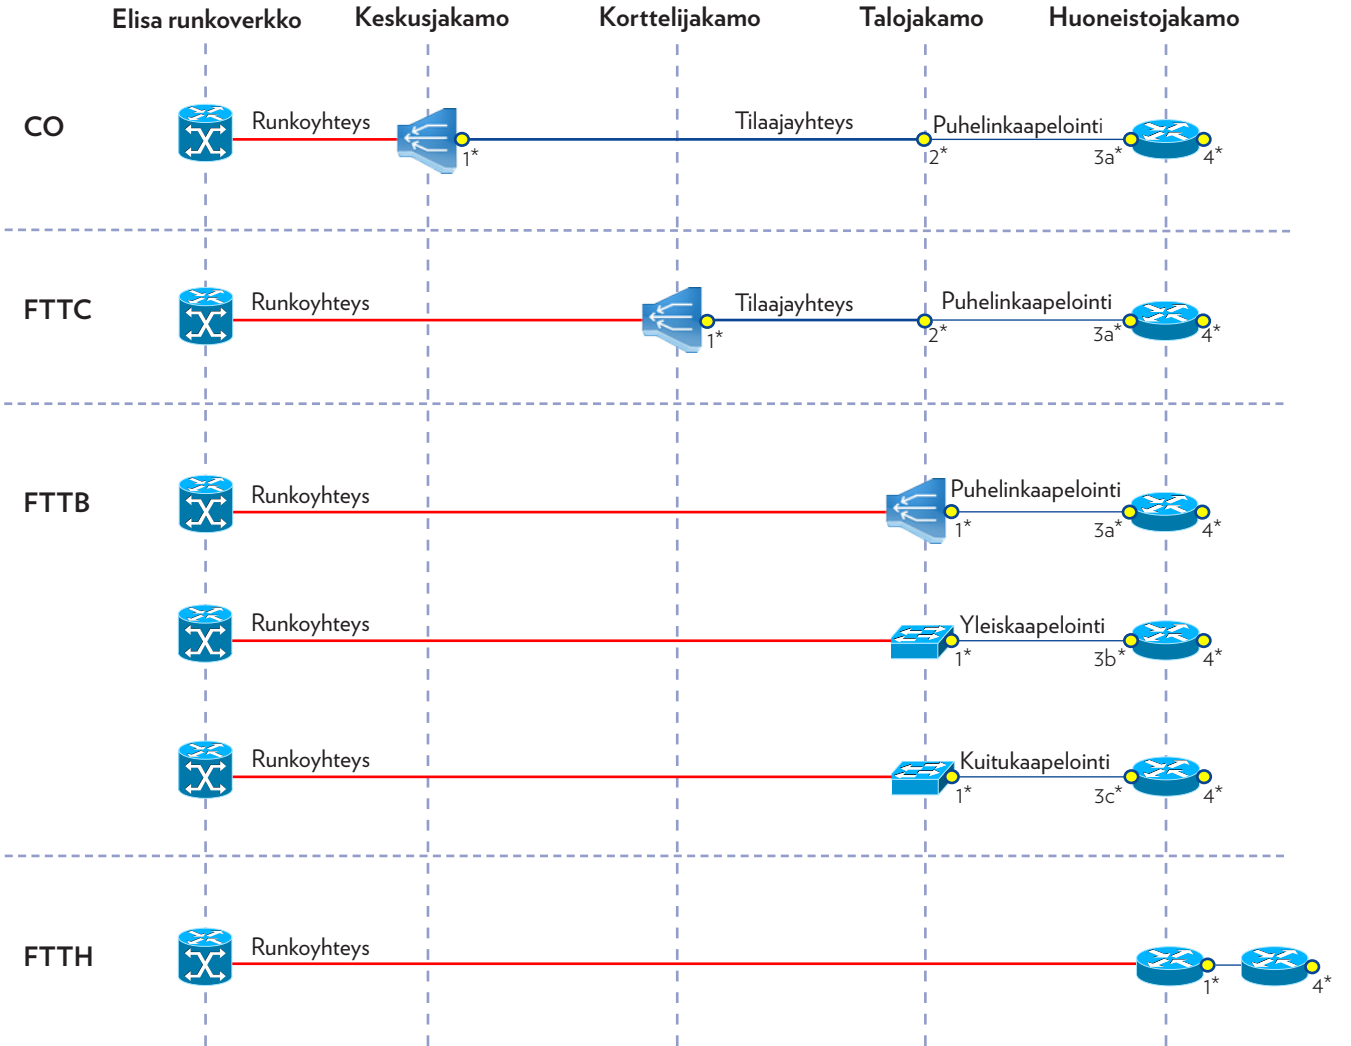 Elisa runkoverkko Keskusjakamo Korttelijakamo Talojakamo Huoneistojakamo
CO Runkoyhteys Tilaajayhteys Puhelinkaapelointi
1* 2* 3a* 4*
FTTC Runkoyhteys Tilaajayhteys Puhelinkaapelointi
1* 2* 3a* 4*
FTTB Runkoyhteys Puhelinkaapelointi
1* 3a* 4*
Runkoyhteys Yleiskaapelointi
1* 3b* 4*
Runkoyhteys Kuitukaapelointi
1* 3c* 4*
FTTH Runkoyhteys
1* 4*